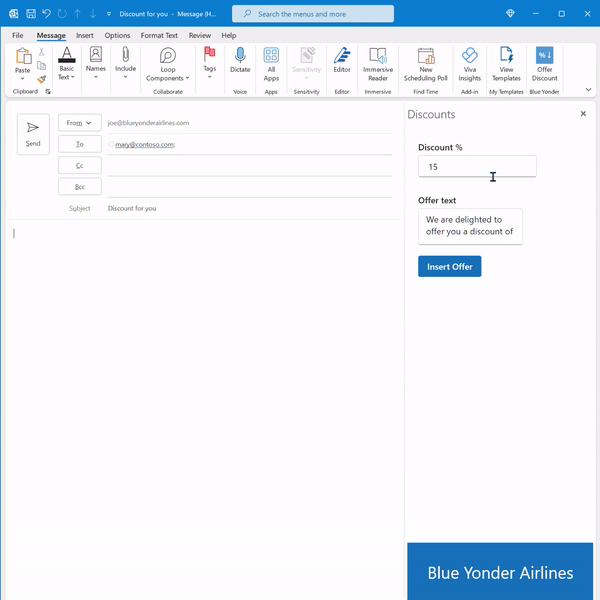 Discount for you - Message (H...
Search the menus and more
File Message Insert Options Format Text Review Help
Paste
Basic Text
Names
Include
Loop Components
Tags
Dictate
All Apps
Sensitivity
Editor
Immersive Reader
New Scheduling Poll
Viva Insights
View Templates
% ↓
Offer Discount
Clipboard
Collaborate
Voice
Apps
Sensitivity
Editor
Immersive
Find Time
Add-in
My Templates
Blue Yonder
Send
From joe@blueyonderairlines.com
To mary@contoso.com;
Cc
Bcc
Subject Discount for you
Discounts
Discount %
15
Offer text
We are delighted to
offer you a discount of
Insert Offer
Blue Yonder Airlines